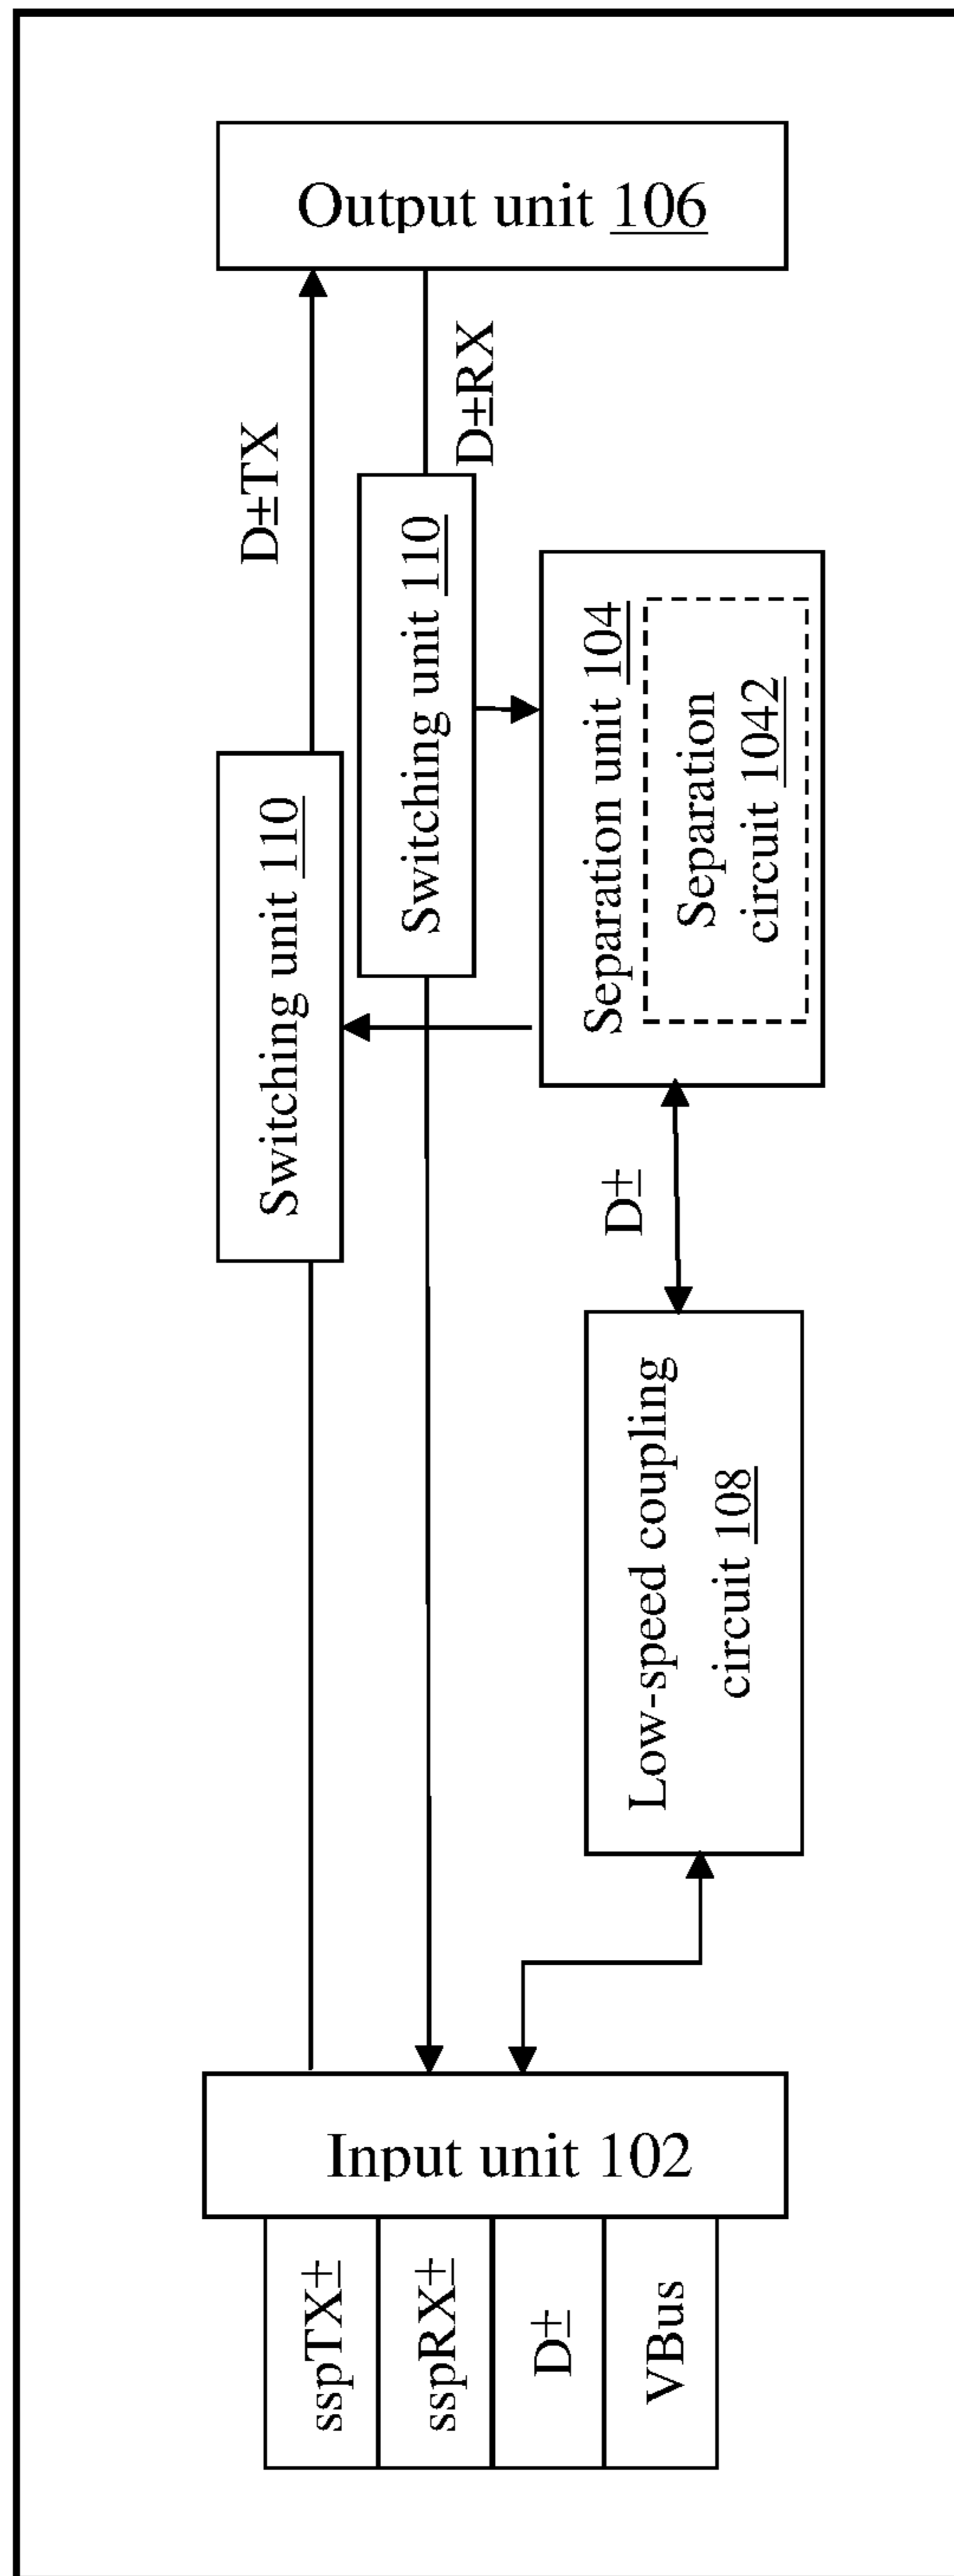 sspTX±
sspRX±
D±
VBus
Input unit 102
Low-speed coupling
circuit 108
D±
Switching unit 110
Switching unit 110
Separation unit 104
Separation
circuit 1042
D±TX
D±RX
Output unit 106